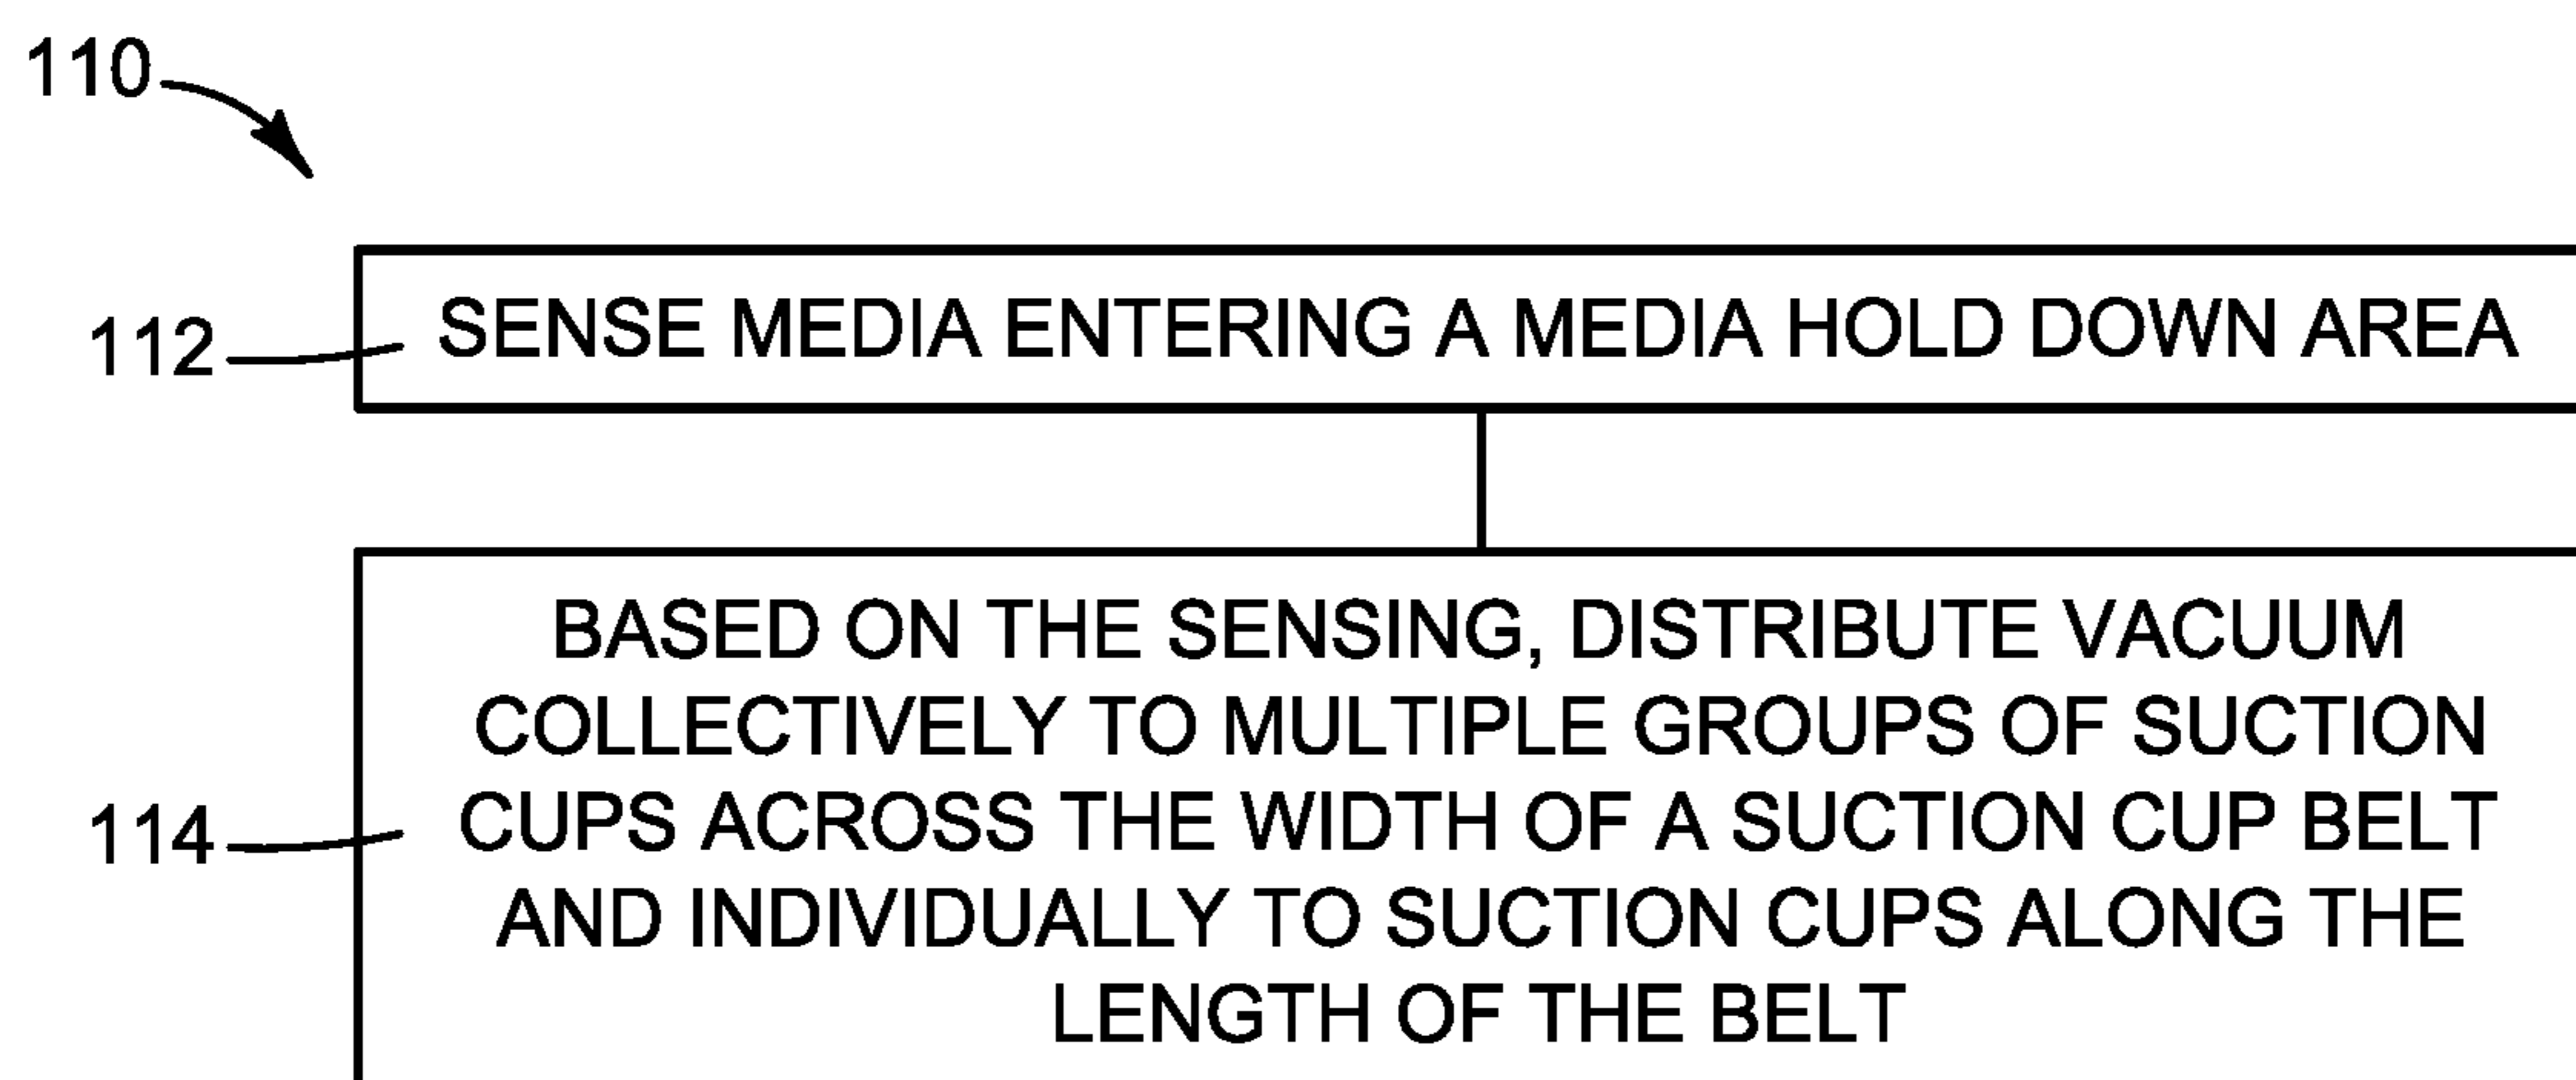 110
112
SENSE MEDIA ENTERING A MEDIA HOLD DOWN AREA
BASED ON THE SENSING, DISTRIBUTE VACUUM
COLLECTIVELY TO MULTIPLE GROUPS OF SUCTION
114
CUPS ACROSS THE WIDTH OF A SUCTION CUP BELT
AND INDIVIDUALLY TO SUCTION CUPS ALONG THE
LENGTH OF THE BELT